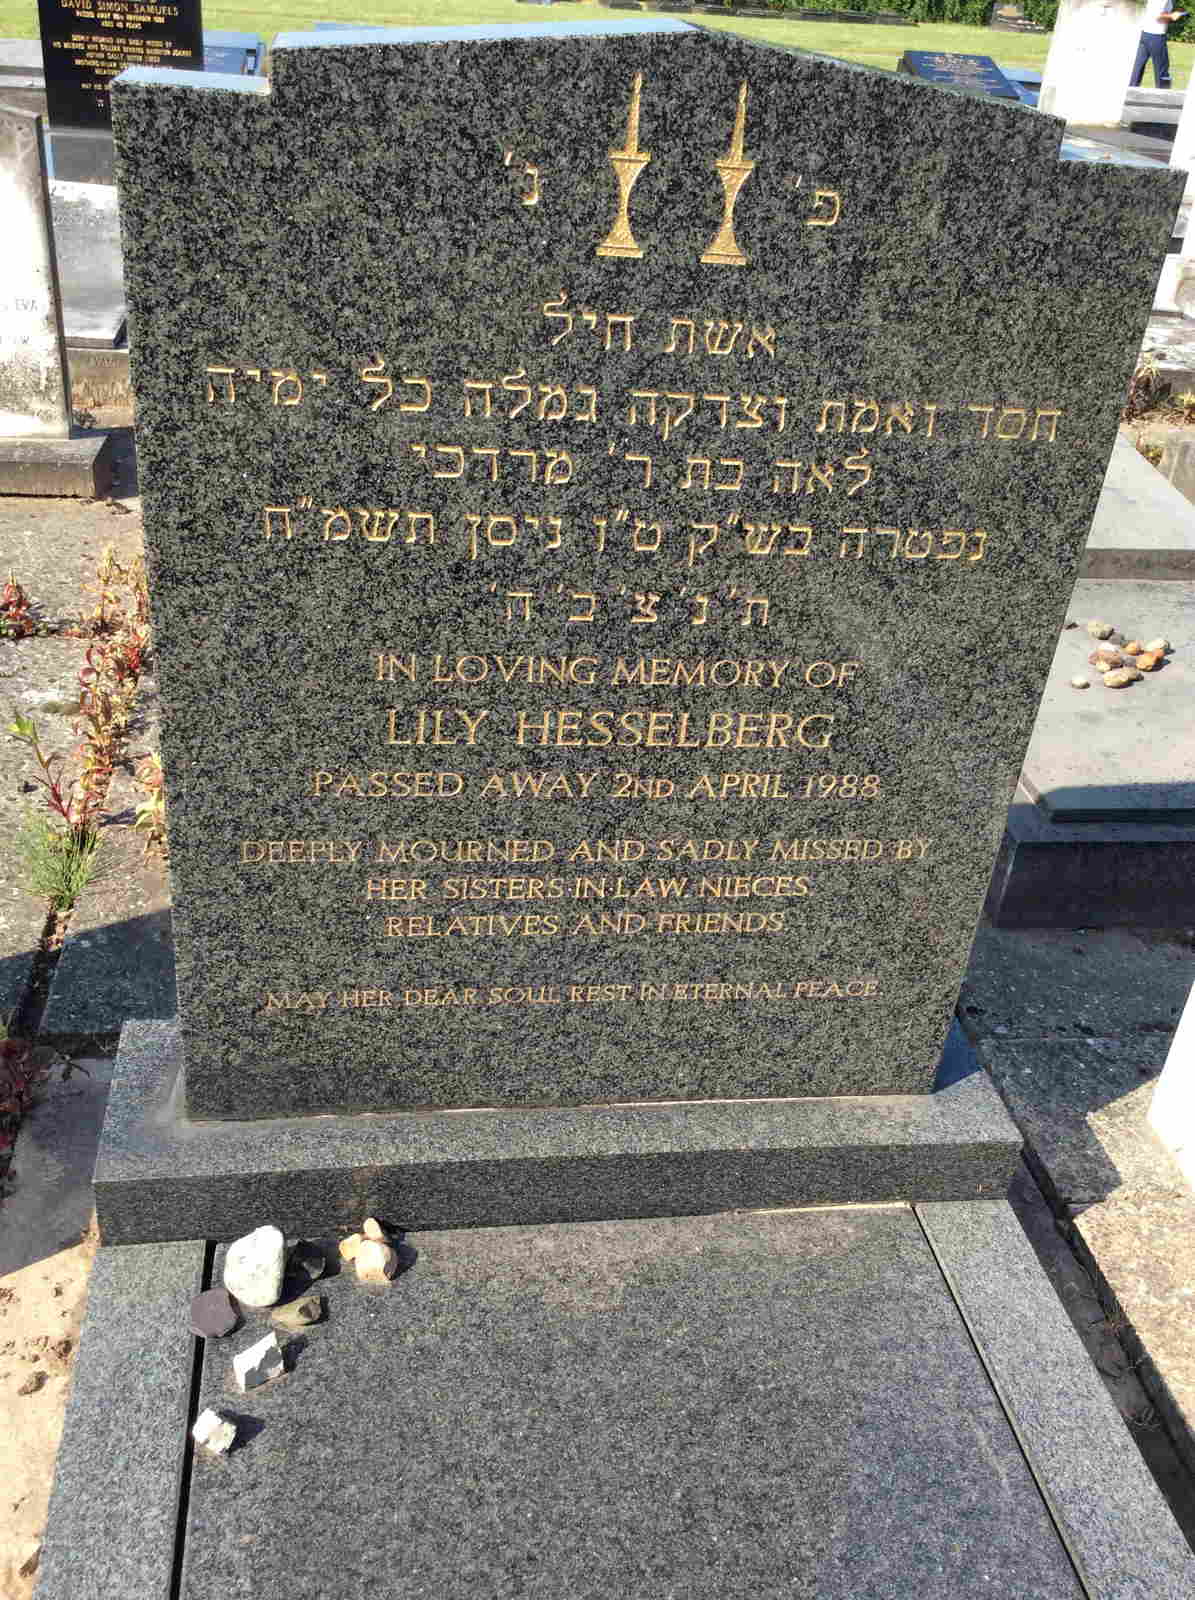 DAVID SIMON SAMUELS
פ׳ נ׳
אשת חיל
חסד ואמת וצדקה גמלה כל ימיה
לאה בת ר׳ מרדכי
נפטרה בש״ק ט״ו ניסן תשמ״ח
ת׳ נ׳ צ׳ ב׳ ה׳
IN LOVING MEMORY OF
LILY HESSELBERG
PASSED AWAY 2ND APRIL 1988
DEEPLY MOURNED AND SADLY MISSED BY
HER SISTERS·IN·LAW NIECES
RELATIVES AND FRIENDS
MAY HER DEAR SOUL REST IN ETERNAL PEACE